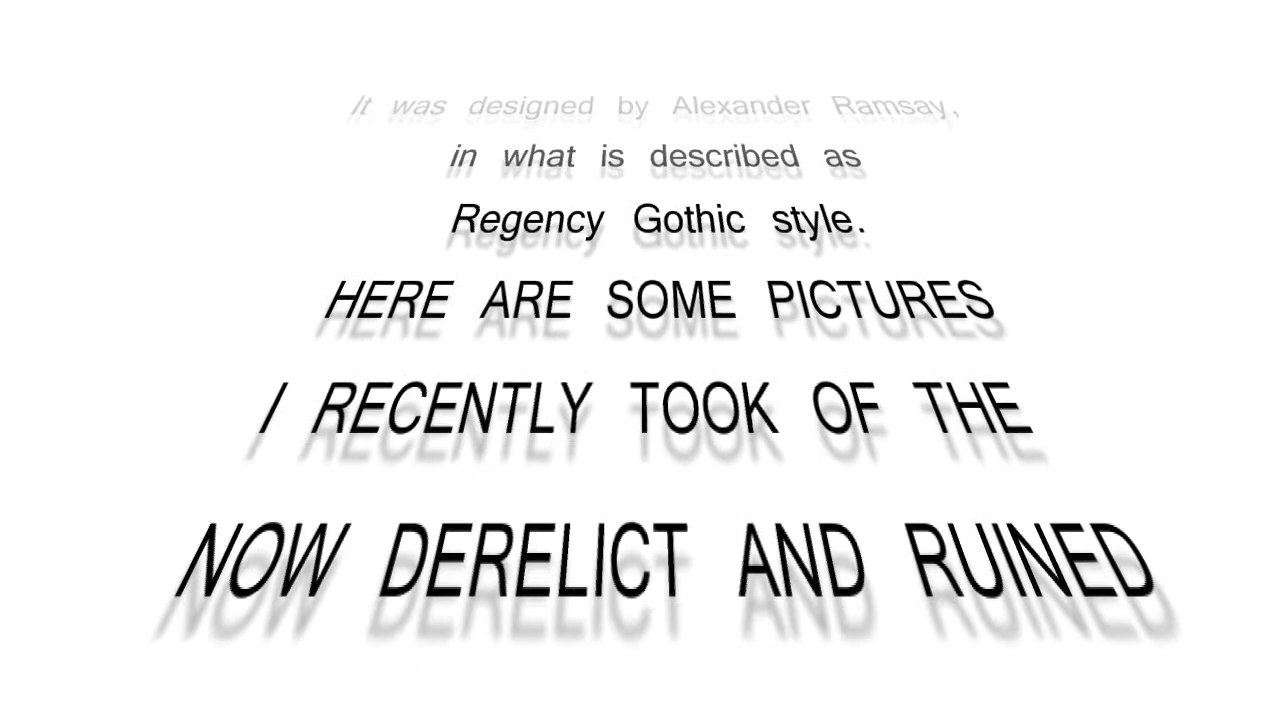 It was designed by Alexander Ramsay,
in what is described as
Regency Gothic style.
HERE ARE SOME PICTURES
I RECENTLY TOOK OF THE
NOW DERELICT AND RUINED